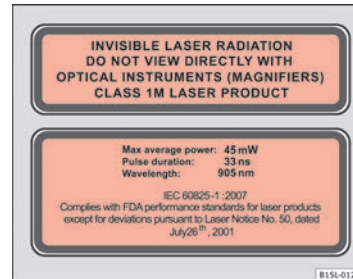 INVISIBLE LASER RADIATION
DO NOT VIEW DIRECTLY WITH
OPTICAL INSTRUMENTS (MAGNIFIERS)
CLASS 1M LASER PRODUCT
Max average power: 45 mW
Pulse duration: 33 ns
Wavelength: 905 nm
IEC 60825-1 :2007
Complies with FDA performance standards for laser products
except for deviations pursuant to Laser Notice No. 50, dated
July26th, 2001
B1SL-012